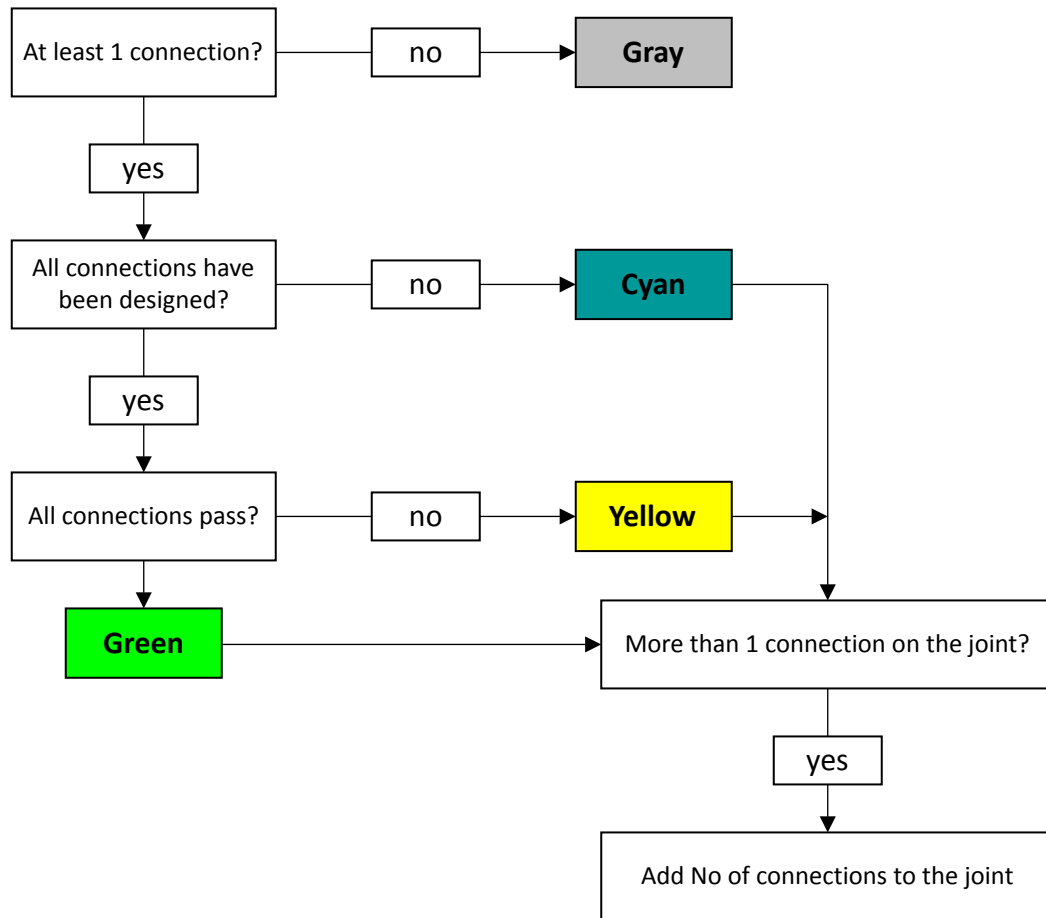 At least 1 connection?
no
Gray
yes
All connections have
been designed?
no
Cyan
yes
All connections pass?
no
Yellow
Green
More than 1 connection on the joint?
yes
Add No of connections to the joint